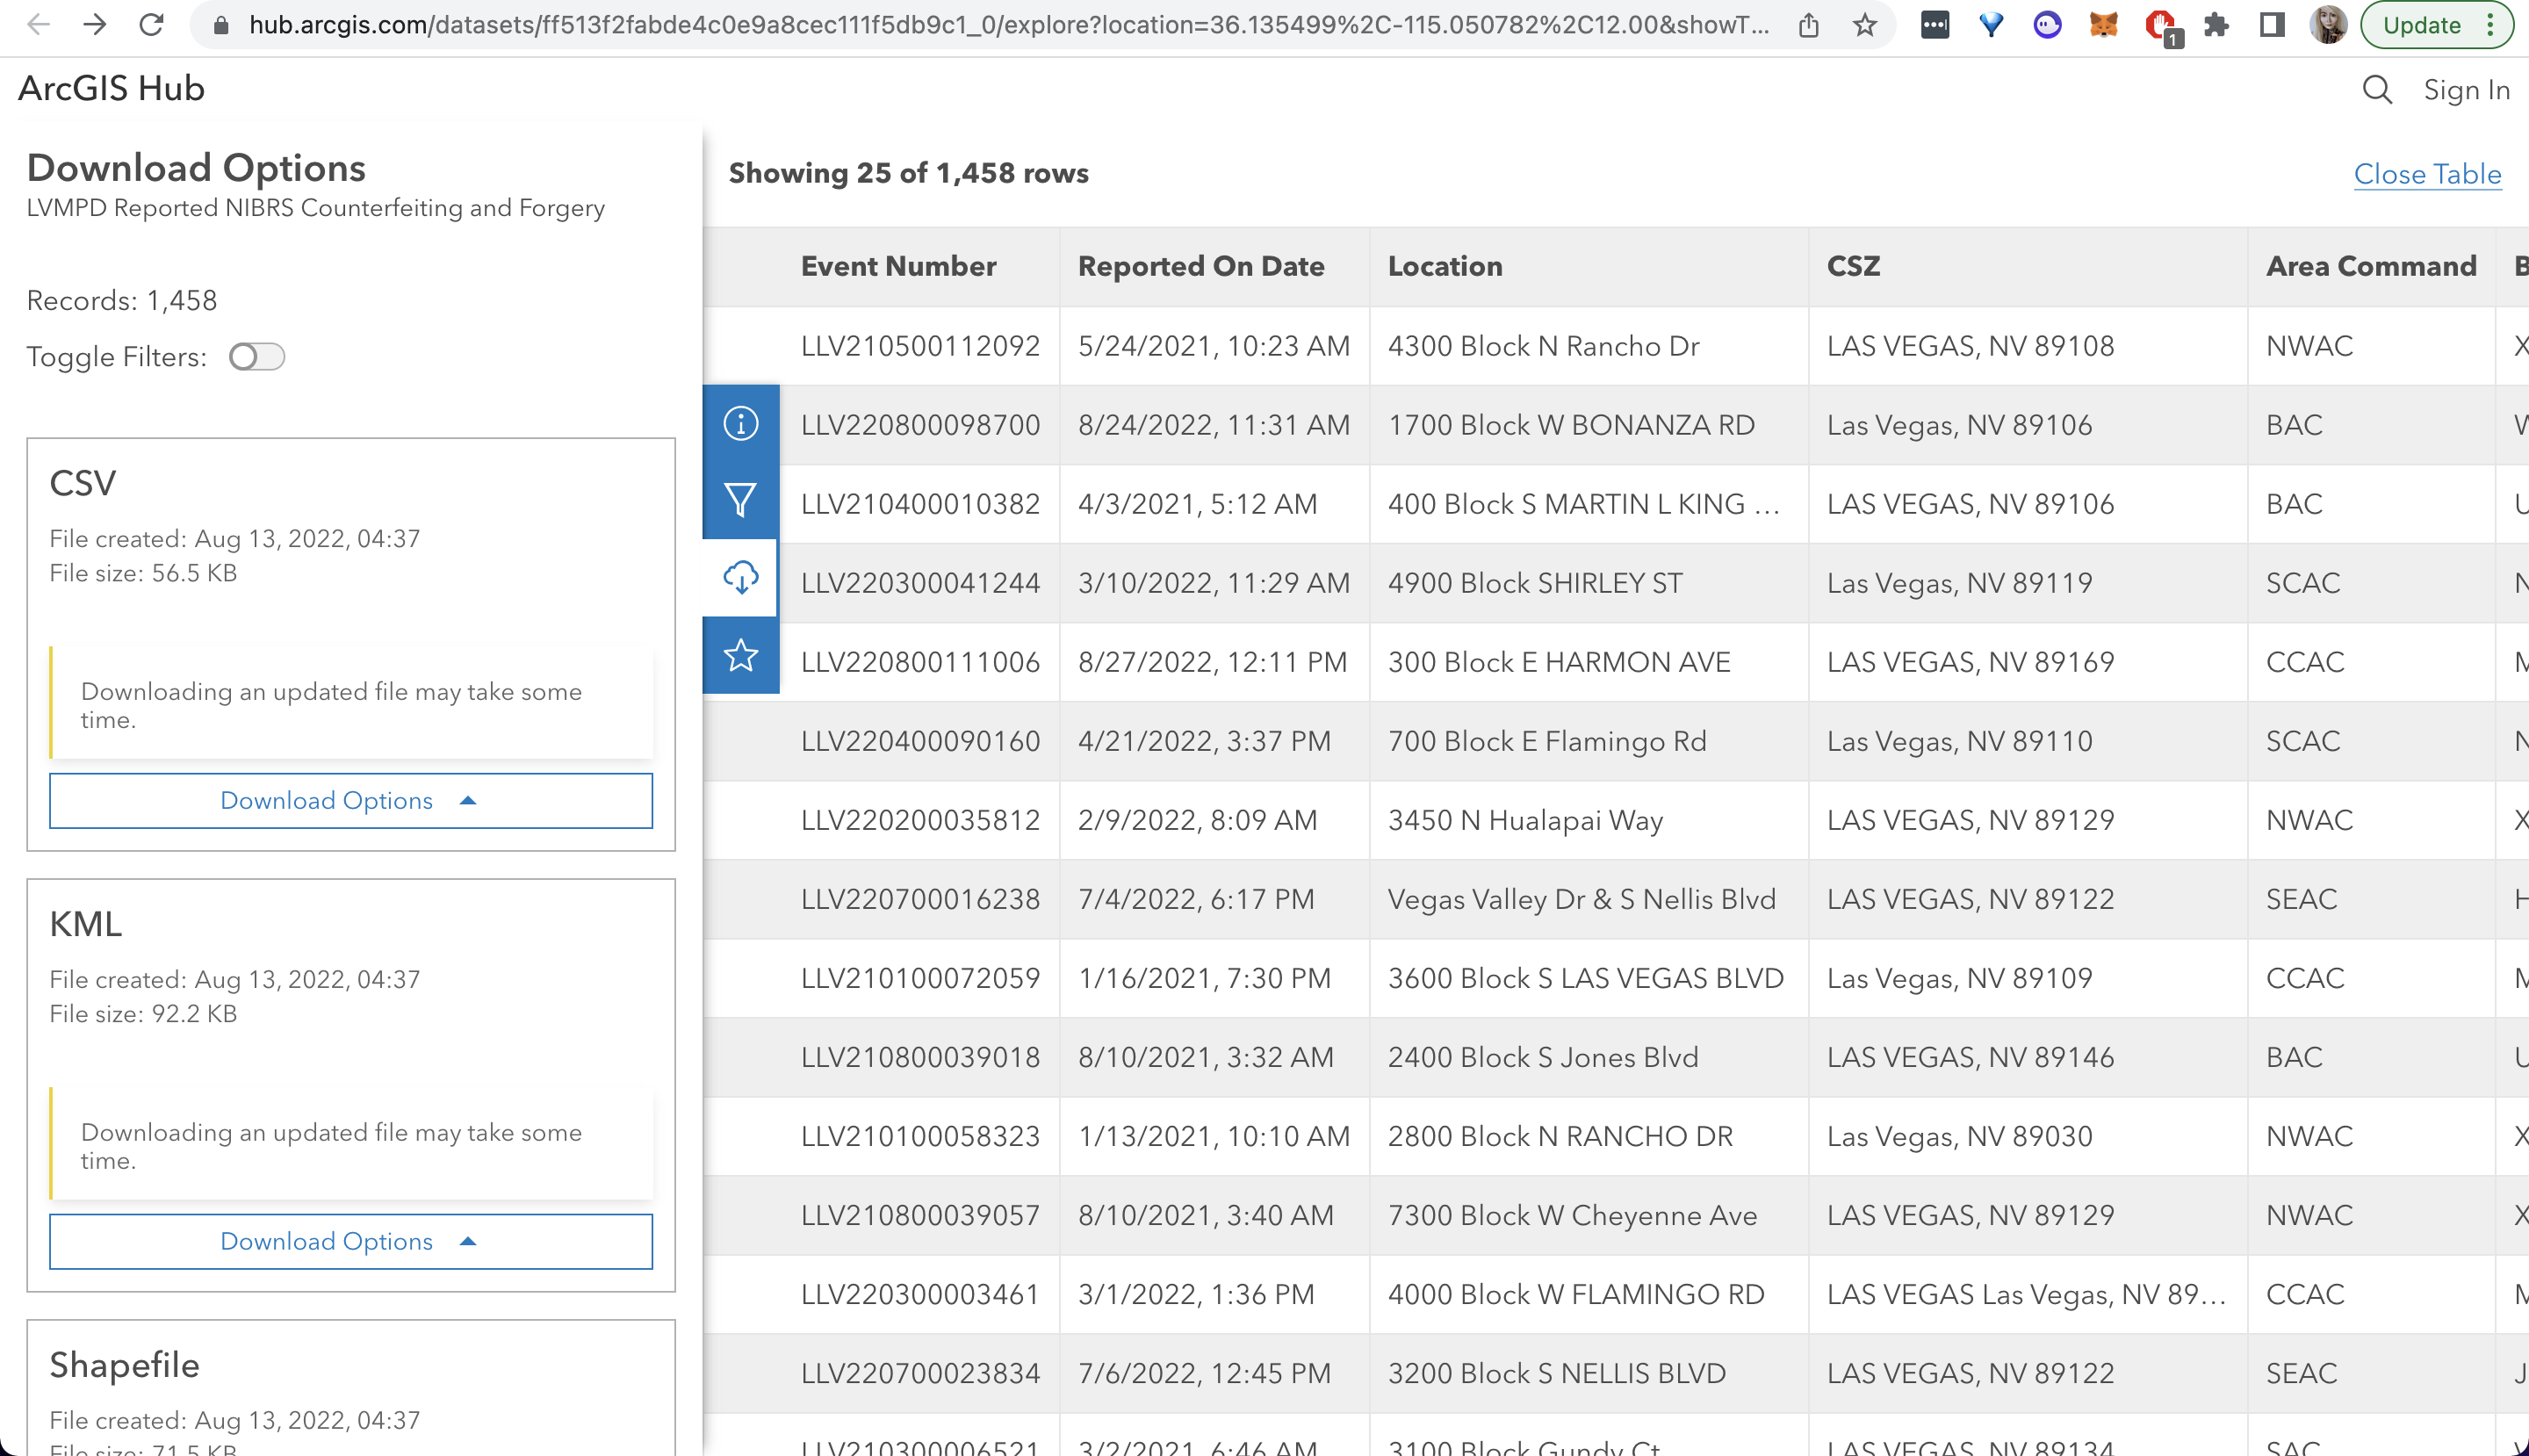 hub.arcgis.com/datasets/ff513f2fabde4c0e9a8cec111f5db9c1_0/explore?location=36.135499%2C-115.050782%2C12.00&showT...
1
Update
ArcGIS Hub
Sign In
Download Options
LVMPD Reported NIBRS Counterfeiting and Forgery
Records: 1,458
Toggle Filters:
CSV
File created: Aug 13, 2022, 04:37
File size: 56.5 KB
Downloading an updated file may take some
time.
Download Options
KML
File created: Aug 13, 2022, 04:37
File size: 92.2 KB
Downloading an updated file may take some
time.
Download Options
Shapefile
File created: Aug 13, 2022, 04:37
File size: 71.5 KB
Showing 25 of 1,458 rows
Close Table
Event Number Reported On Date Location CSZ Area Command
LLV210500112092 5/24/2021, 10:23 AM 4300 Block N Rancho Dr LAS VEGAS, NV 89108 NWAC
LLV220800098700 8/24/2022, 11:31 AM 1700 Block W BONANZA RD Las Vegas, NV 89106 BAC
LLV210400010382 4/3/2021, 5:12 AM 400 Block S MARTIN L KING ... LAS VEGAS, NV 89106 BAC
LLV220300041244 3/10/2022, 11:29 AM 4900 Block SHIRLEY ST Las Vegas, NV 89119 SCAC
LLV220800111006 8/27/2022, 12:11 PM 300 Block E HARMON AVE LAS VEGAS, NV 89169 CCAC
LLV220400090160 4/21/2022, 3:37 PM 700 Block E Flamingo Rd Las Vegas, NV 89110 SCAC
LLV220200035812 2/9/2022, 8:09 AM 3450 N Hualapai Way LAS VEGAS, NV 89129 NWAC
LLV220700016238 7/4/2022, 6:17 PM Vegas Valley Dr & S Nellis Blvd LAS VEGAS, NV 89122 SEAC
LLV210100072059 1/16/2021, 7:30 PM 3600 Block S LAS VEGAS BLVD Las Vegas, NV 89109 CCAC
LLV210800039018 8/10/2021, 3:32 AM 2400 Block S Jones Blvd LAS VEGAS, NV 89146 BAC
LLV210100058323 1/13/2021, 10:10 AM 2800 Block N RANCHO DR Las Vegas, NV 89030 NWAC
LLV210800039057 8/10/2021, 3:40 AM 7300 Block W Cheyenne Ave LAS VEGAS, NV 89129 NWAC
LLV220300003461 3/1/2022, 1:36 PM 4000 Block W FLAMINGO RD LAS VEGAS Las Vegas, NV 89... CCAC
LLV220700023834 7/6/2022, 12:45 PM 3200 Block S NELLIS BLVD LAS VEGAS, NV 89122 SEAC
LLV210300006521 3/2/2021, 6:46 AM 3100 Block Gundy Ct LAS VEGAS, NV 89134 SAC